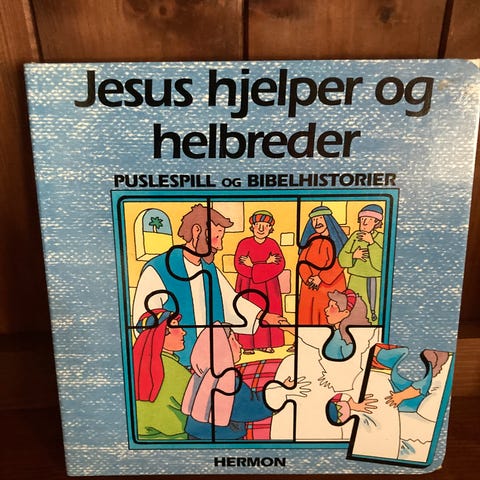 Jesus hjelper og
helbreder
PUSLESPILL OG BIBELHISTORIER
HERMON